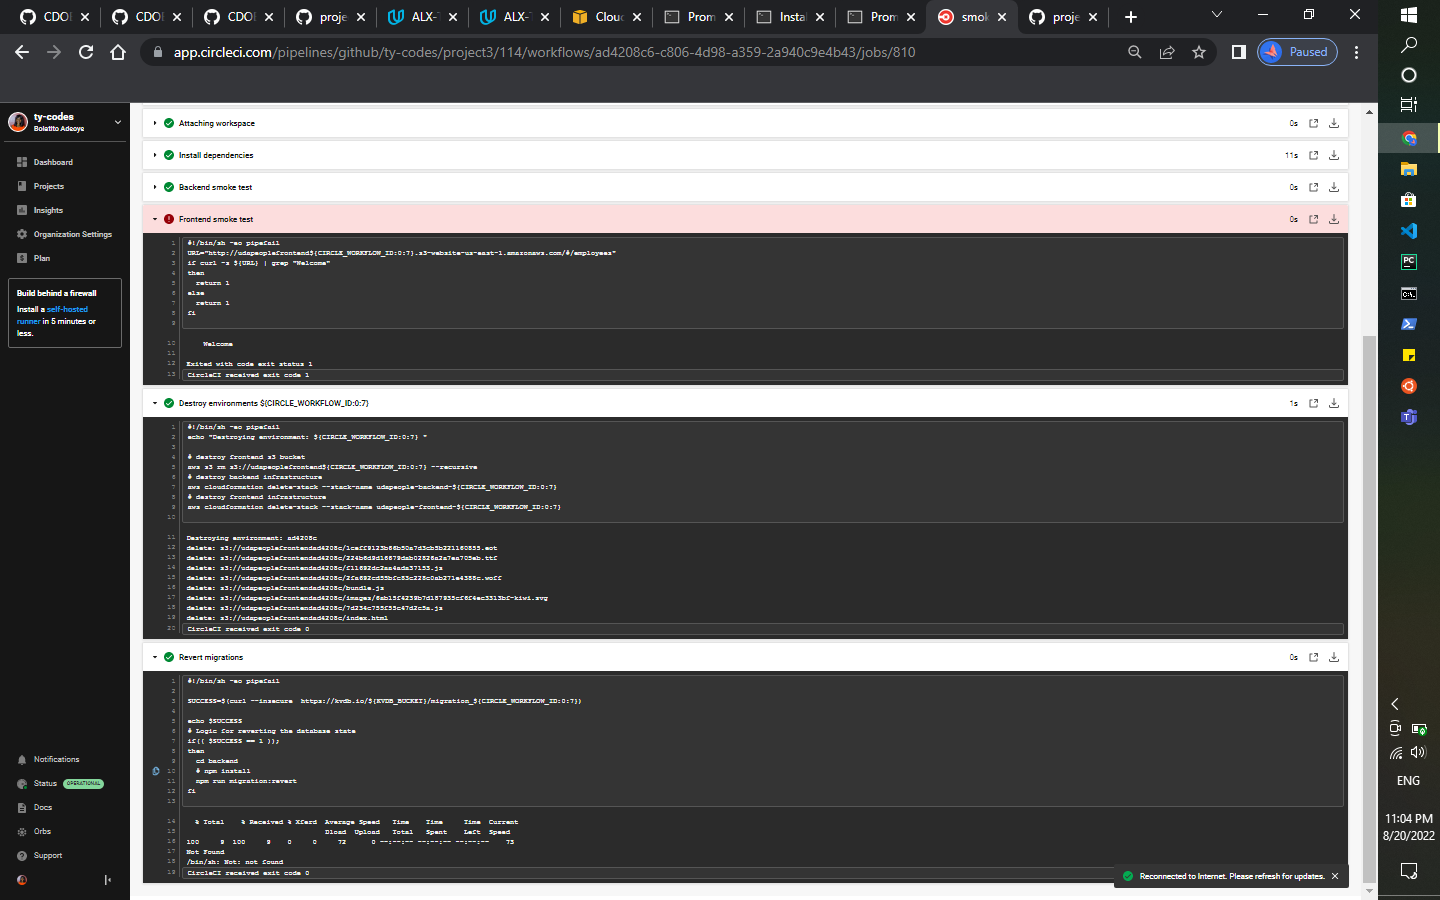 CDOI
CDOI
CDOI
proje
ALX-T
ALX-T
Clou
Prom
Insta
Prom
smok
proje
app.circleci.com/pipelines/github/ty-codes/project3/114/workflows/ad4208c6-c806-4d98-a359-2a940c9e4b43/jobs/810
Paused
ty-codes
Bolatito Adeoye
Dashboard
Projects
Insights
Organization Settings
Plan
Build behind a firewall
Install a self-hosted
runner in 5 minutes or
less.
Notifications
Status OPERATIONAL
Docs
Orbs
Support
Attaching workspace 0s
Install dependencies 11s
Backend smoke test 0s
Frontend smoke test 0s
1 #!/bin/sh -eo pipefail
2 URL="http://udapeoplefrontend${CIRCLE_WORKFLOW_ID:0:7}.s3-website-us-east-1.amazonaws.com/#/employees"
3 if curl -s ${URL} | grep "Welcome"
4 then
5 return 1
6 else
7 return 1
8 fi
9
10 Welcome
11
12 Exited with code exit status 1
13 CircleCI received exit code 1
Destroy environments ${CIRCLE_WORKFLOW_ID:0:7} 1s
1 #!/bin/sh -eo pipefail
2 echo "Destroying environment: ${CIRCLE_WORKFLOW_ID:0:7} "
3
4 # destroy frontend s3 bucket
5 aws s3 rm s3://udapeoplefrontend${CIRCLE_WORKFLOW_ID:0:7} --recursive
6 # destroy backend infrastructure
7 aws cloudformation delete-stack --stack-name udapeople-backend-${CIRCLE_WORKFLOW_ID:0:7}
8 # destroy frontend infrastructure
9 aws cloudformation delete-stack --stack-name udapeople-frontend-${CIRCLE_WORKFLOW_ID:0:7}
10
11 Destroying environment: ad4208c
12 delete: s3://udapeoplefrontendad4208c/1ceff9123b66b50a7d3cb5b221160855.eot
13 delete: s3://udapeoplefrontendad4208c/224b6d9d16679dab02826a2a7ea705eb.ttf
14 delete: s3://udapeoplefrontendad4208c/f11692dc2aa4ada37153.js
15 delete: s3://udapeoplefrontendad4208c/2fa692cd55bfc83c228c0ab271e4388c.woff
16 delete: s3://udapeoplefrontendad4208c/bundle.js
17 delete: s3://udapeoplefrontendad4208c/images/6ab15f4239b7d187935cf6f4ec3313bf-kiwi.svg
18 delete: s3://udapeoplefrontendad4208c/7d234c755f55c47d2c5a.js
19 delete: s3://udapeoplefrontendad4208c/index.html
20 CircleCI received exit code 0
Revert migrations 0s
1 #!/bin/sh -eo pipefail
2
3 SUCCESS=$(curl --insecure https://kvdb.io/${KVDB_BUCKET}/migration_${CIRCLE_WORKFLOW_ID:0:7})
4
5 echo $SUCCESS
6 # Logic for reverting the database state
7 if(( $SUCCESS == 1 ));
8 then
9 cd backend
10 # npm install
11 npm run migration:revert
12 fi
13
14 % Total % Received % Xferd Average Speed Time Time Time Current
15 Dload Upload Total Spent Left Speed
16 100 9 100 9 0 0 72 0 --:--:-- --:--:-- --:--:-- 73
17 Not Found
18 /bin/sh: Not: not found
19 CircleCI received exit code 0
Reconnected to Internet. Please refresh for updates.
ENG
11:04 PM
8/20/2022